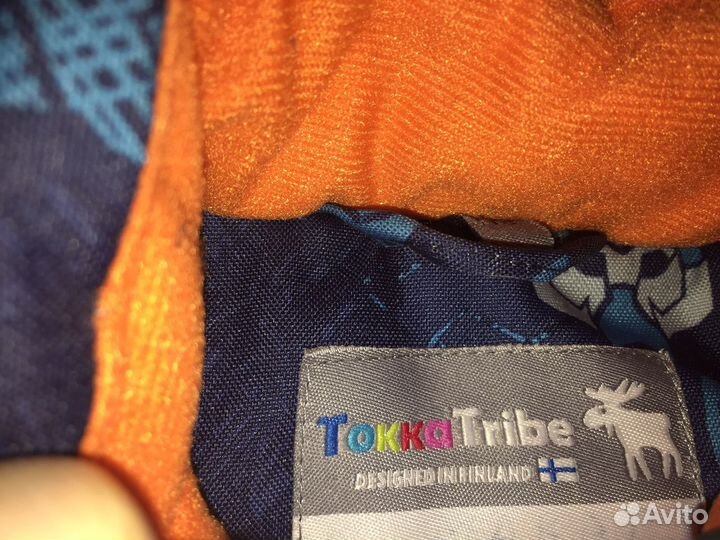 TokkaTribe
DESIGNED IN FINLAND
Avito